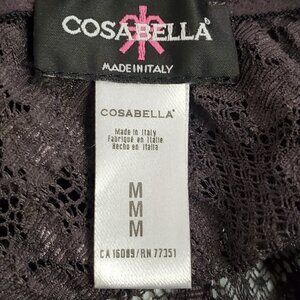 COSABELLA
MADE IN ITALY
COSABELLA
Made in Italy
Fabriqué en Italie
Hecho en Italia
M
M
M
CA 16089/RN 77351